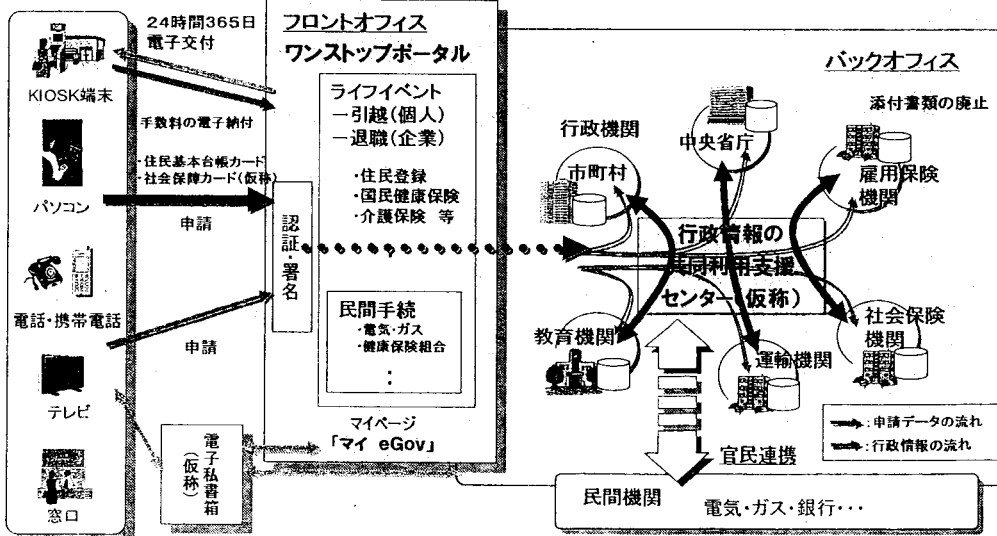 24時間365日
電子交付
KIOSK端末
手数料の電子納付
・住民基本台帳カード
・社会保障カード(仮称)
パソコン
申請
電話・携帯電話
申請
テレビ
窓口
電子私書箱
(仮称)
認証・署名
フロントオフィス
ワンストップポータル
ライフイベント
ー引越(個人)
ー退職(企業)
・住民登録
・国民健康保険
・介護保険 等
民間手続
・電気・ガス
・健康保険組合
:
マイページ
「マイ eGov」
バックオフィス
添付書類の廃止
行政機関
市町村
中央省庁
雇用保険
機関
行政情報の
共同利用支援
センター(仮称)
教育機関
運輸機関
社会保険
機関
:申請データの流れ
:行政情報の流れ
官民連携
民間機関
電気・ガス・銀行・・・